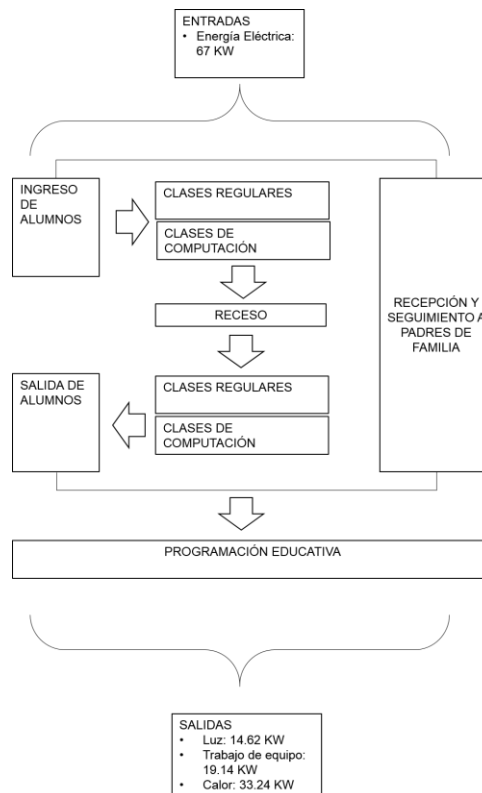 ENTRADAS
• Energía Eléctrica:
67 KW
INGRESO
DE
ALUMNOS
CLASES REGULARES
CLASES DE
COMPUTACIÓN
RECESO
RECEPCIÓN Y
SEGUIMIENTO A
PADRES DE
FAMILIA
SALIDA DE
ALUMNOS
CLASES REGULARES
CLASES DE
COMPUTACIÓN
PROGRAMACIÓN EDUCATIVA
SALIDAS
• Luz: 14.62 KW
• Trabajo de equipo:
19.14 KW
• Calor: 33.24 KW